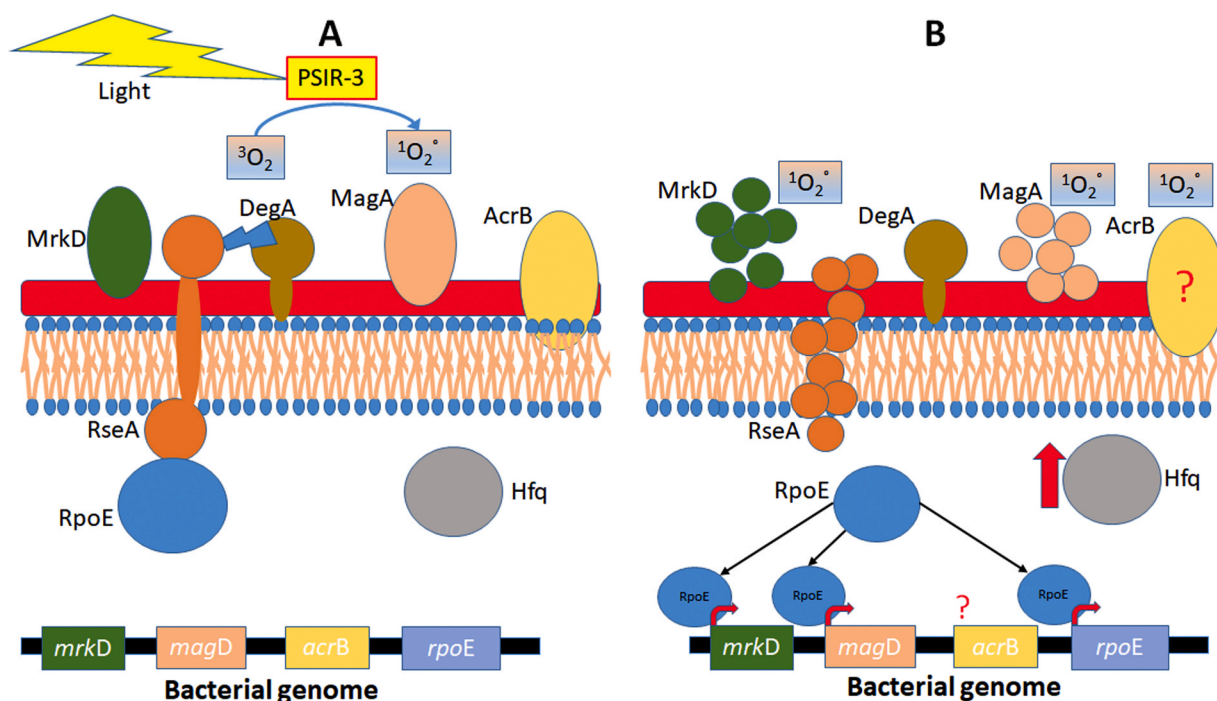 A
Light
PSIR-3
³O₂
¹O₂°
MrkD
DegA
MagA
AcrB
RseA
RpoE
Hfq
mrkD
magD
acrB
rpoE
Bacterial genome
B
MrkD
¹O₂°
DegA
MagA
¹O₂°
¹O₂°
AcrB
?
RseA
RpoE
Hfq
RpoE
RpoE
?
RpoE
mrkD
magD
acrB
rpoE
Bacterial genome